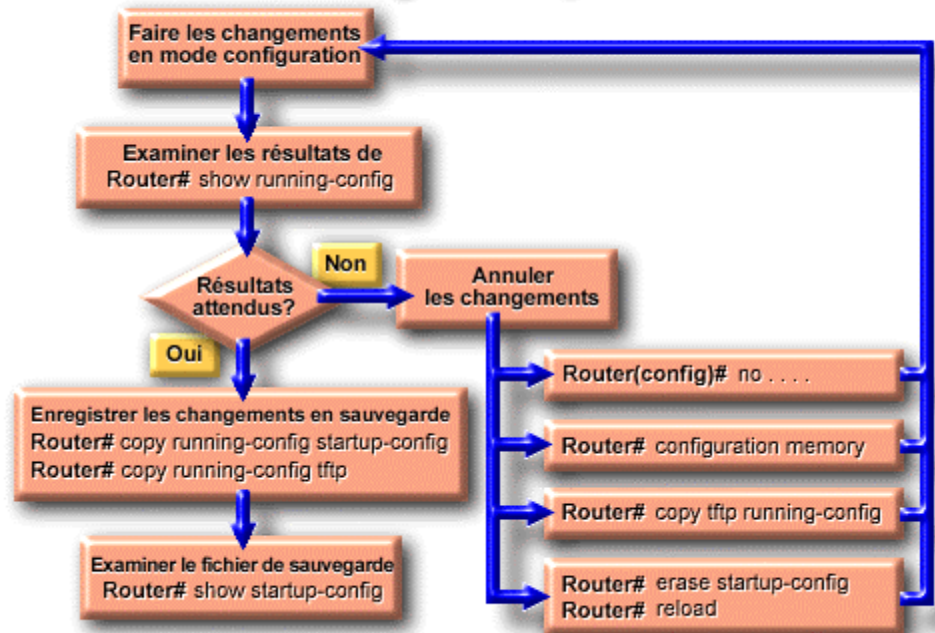 Faire les changements
en mode configuration
Examiner les résultats de
Router# show running-config
Résultats
attendus?
Non
Annuler
les changements
Oui
Router(config)# no . . . .
Enregistrer les changements en sauvegarde
Router# copy running-config startup-config
Router# copy running-config tftp
Router# configuration memory
Router# copy tftp running-config
Examiner le fichier de sauvegarde
Router# show startup-config
Router# erase startup-config
Router# reload